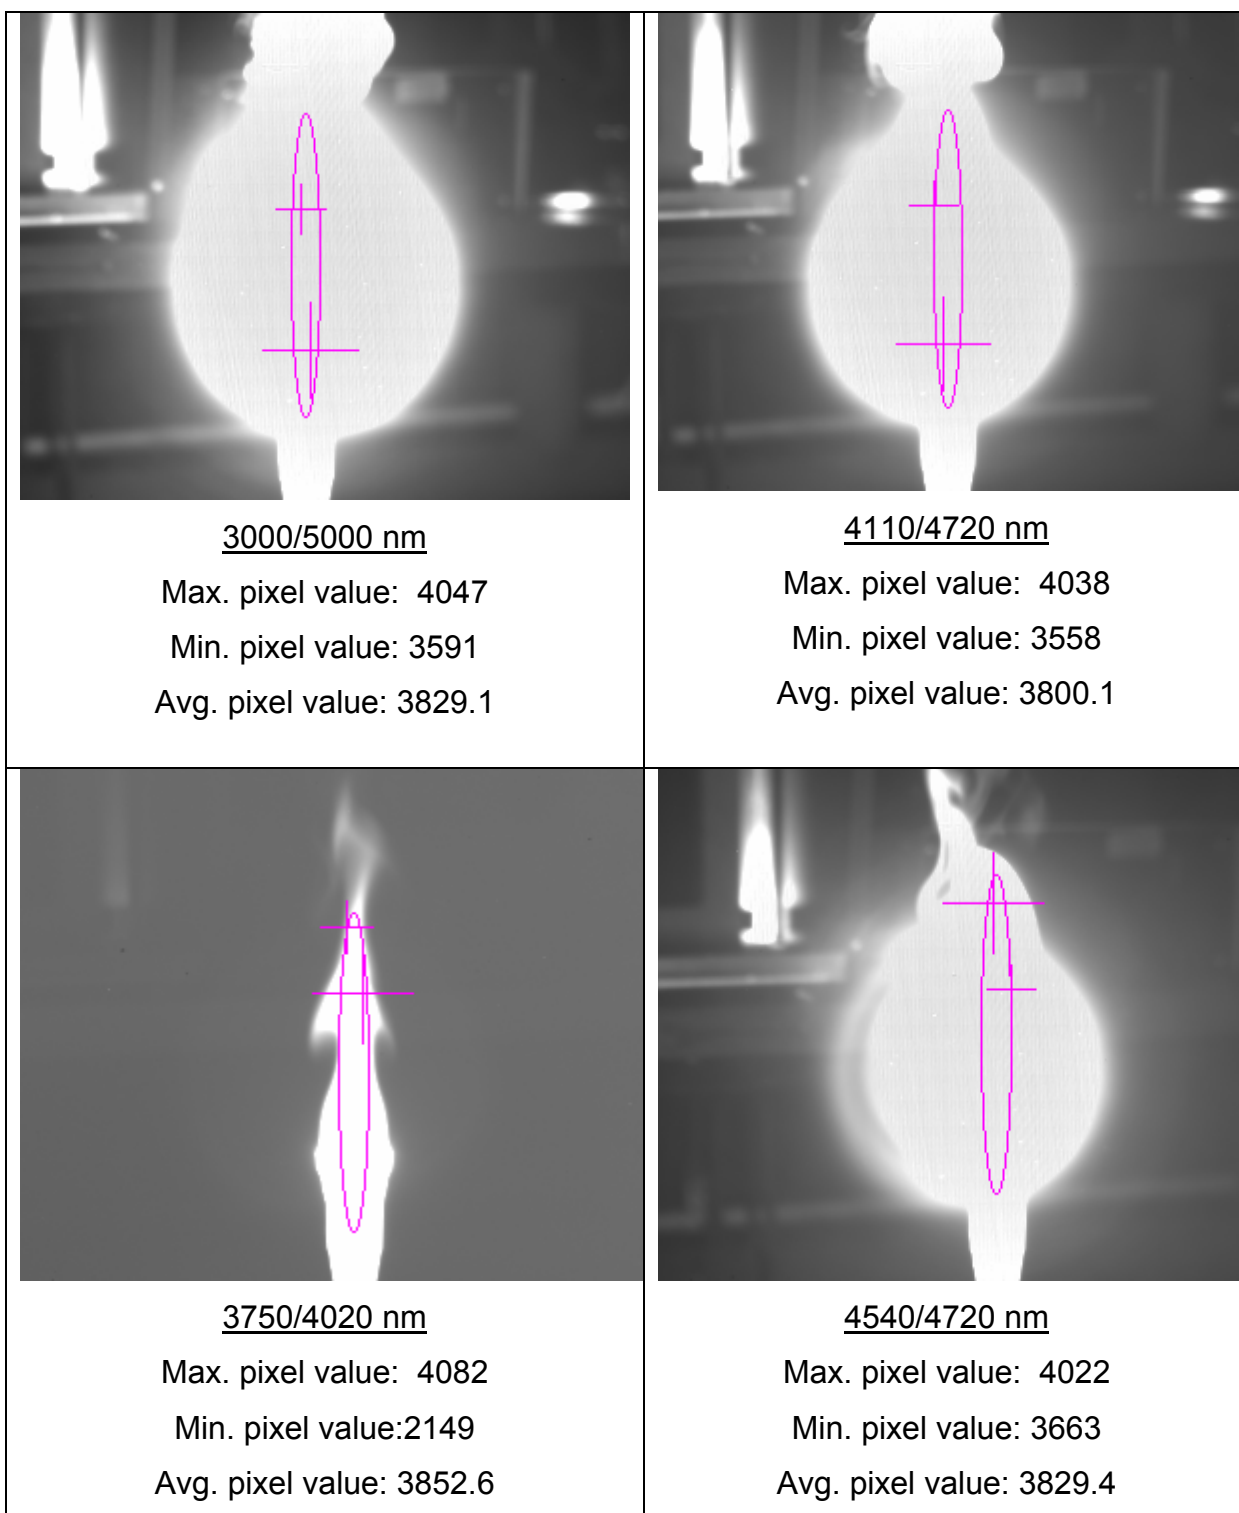 3000/5000 nm
Max. pixel value:  4047
Min. pixel value: 3591
Avg. pixel value: 3829.1
4110/4720 nm
Max. pixel value:  4038
Min. pixel value: 3558
Avg. pixel value: 3800.1
3750/4020 nm
Max. pixel value:  4082
Min. pixel value:2149
Avg. pixel value: 3852.6
4540/4720 nm
Max. pixel value:  4022
Min. pixel value: 3663
Avg. pixel value: 3829.4